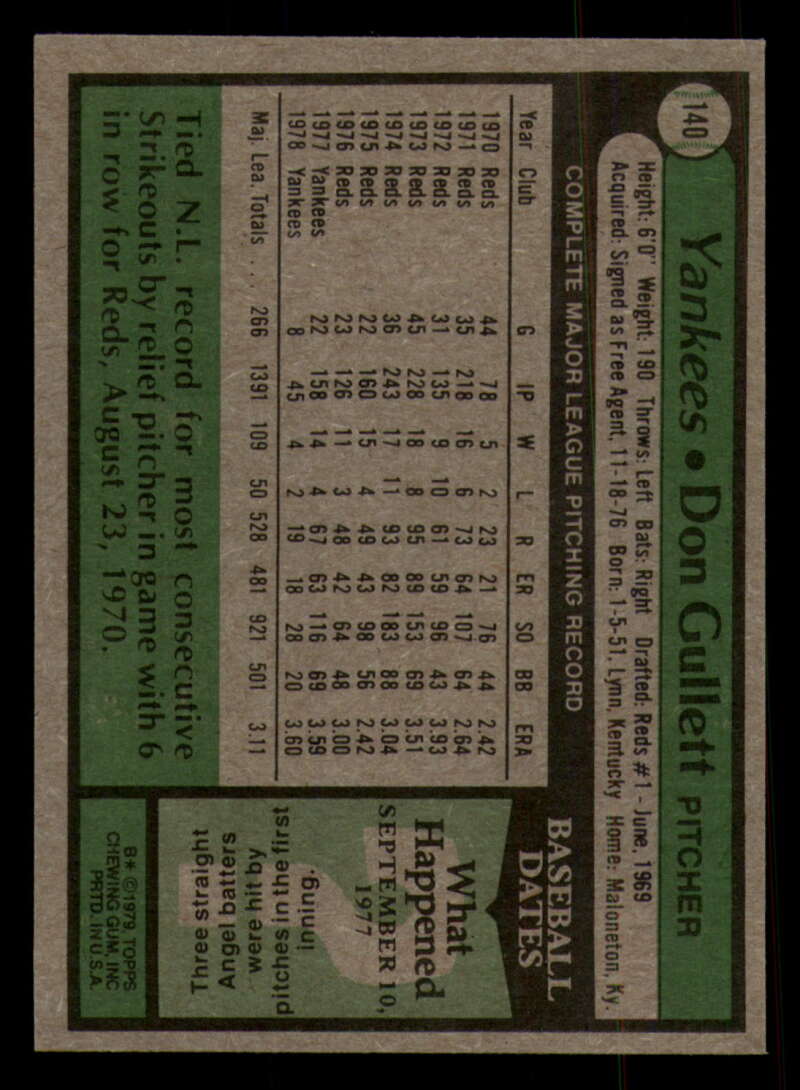 140
Yankees • Don Gullett PITCHER
Height: 6'0" Weight: 190 Throws: Left Bats: Right Drafted: Reds #1 - June, 1969
Acquired: Signed as Free Agent, 11-18-76 Born: 1-5-51, Lynn, Kentucky Home: Maloneton, Ky.
COMPLETE MAJOR LEAGUE PITCHING RECORD
Year Club G IP W L R ER SO BB ERA
1970 Reds 44 78 5 2 23 21 76 44 2.42
1971 Reds 35 218 16 6 73 64 107 64 2.64
1972 Reds 31 135 9 10 61 59 96 43 3.93
1973 Reds 45 228 18 8 95 89 153 69 3.51
1974 Reds 36 243 17 11 93 82 183 88 3.04
1975 Reds 22 160 15 4 49 43 98 56 2.42
1976 Reds 23 126 11 3 48 42 64 48 3.00
1977 Yankees 22 158 14 4 67 63 116 69 3.59
1978 Yankees 8 45 4 2 19 18 28 20 3.60
Maj. Lea. Totals . . . 266 1391 109 50 528 481 921 501 3.11
Tied N.L. record for most consecutive
Strikeouts by relief pitcher in game with 6
in row for Reds, August 23, 1970.
BASEBALL
DATES
What
Happened
SEPTEMBER 10,
1977
?
Three straight
Angel batters
were hit by
pitches in the first
inning.
B* ©1979 TOPPS
CHEWING GUM, INC
PRTD. IN U.S.A.